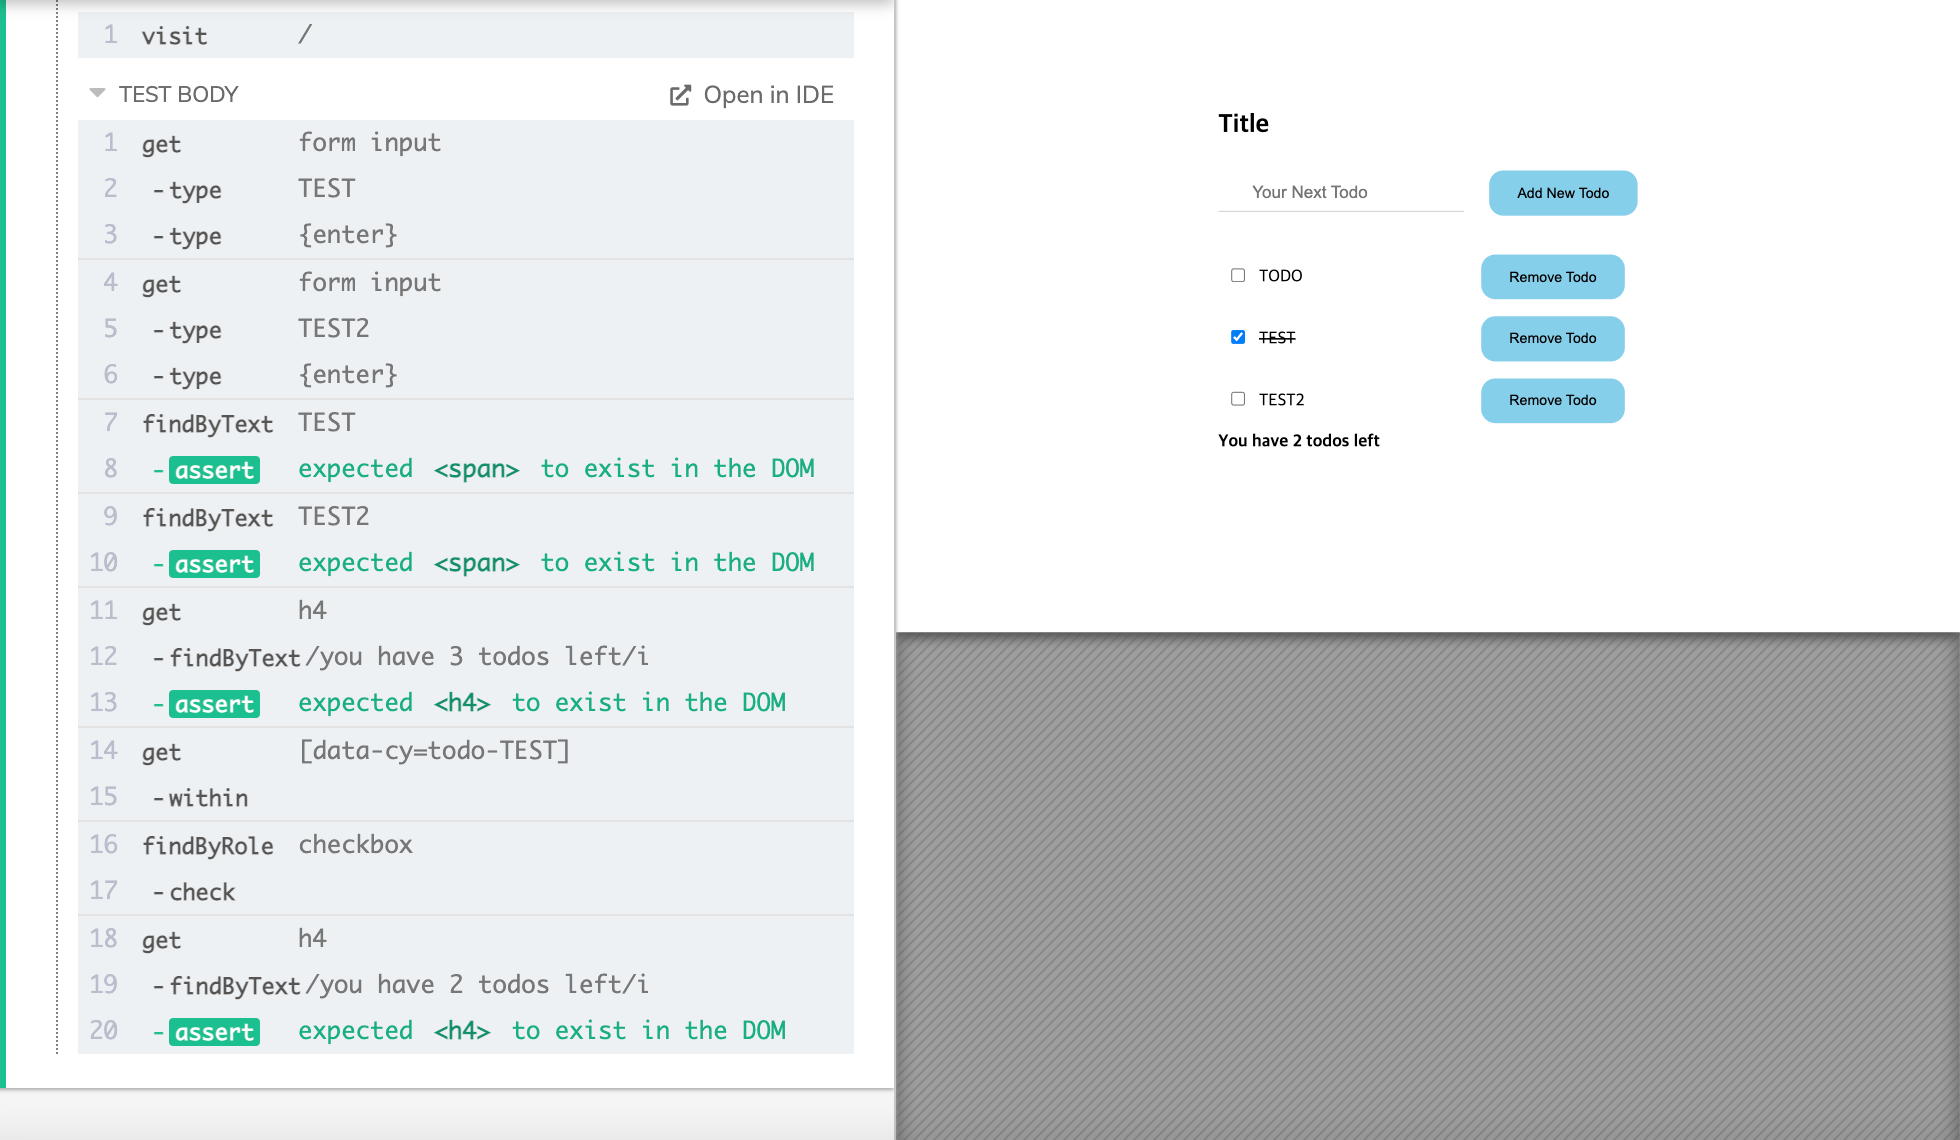 1 visit /
TEST BODY Open in IDE
1 get form input
2 -type TEST
3 -type {enter}
4 get form input
5 -type TEST2
6 -type {enter}
7 findByText TEST
8 -assert expected <span> to exist in the DOM
9 findByText TEST2
10 -assert expected <span> to exist in the DOM
11 get h4
12 -findByText /you have 3 todos left/i
13 -assert expected <h4> to exist in the DOM
14 get [data-cy=todo-TEST]
15 -within
16 findByRole checkbox
17 -check
18 get h4
19 -findByText /you have 2 todos left/i
20 -assert expected <h4> to exist in the DOM
Title
Your Next Todo Add New Todo
TODO Remove Todo
TEST Remove Todo
TEST2 Remove Todo
You have 2 todos left